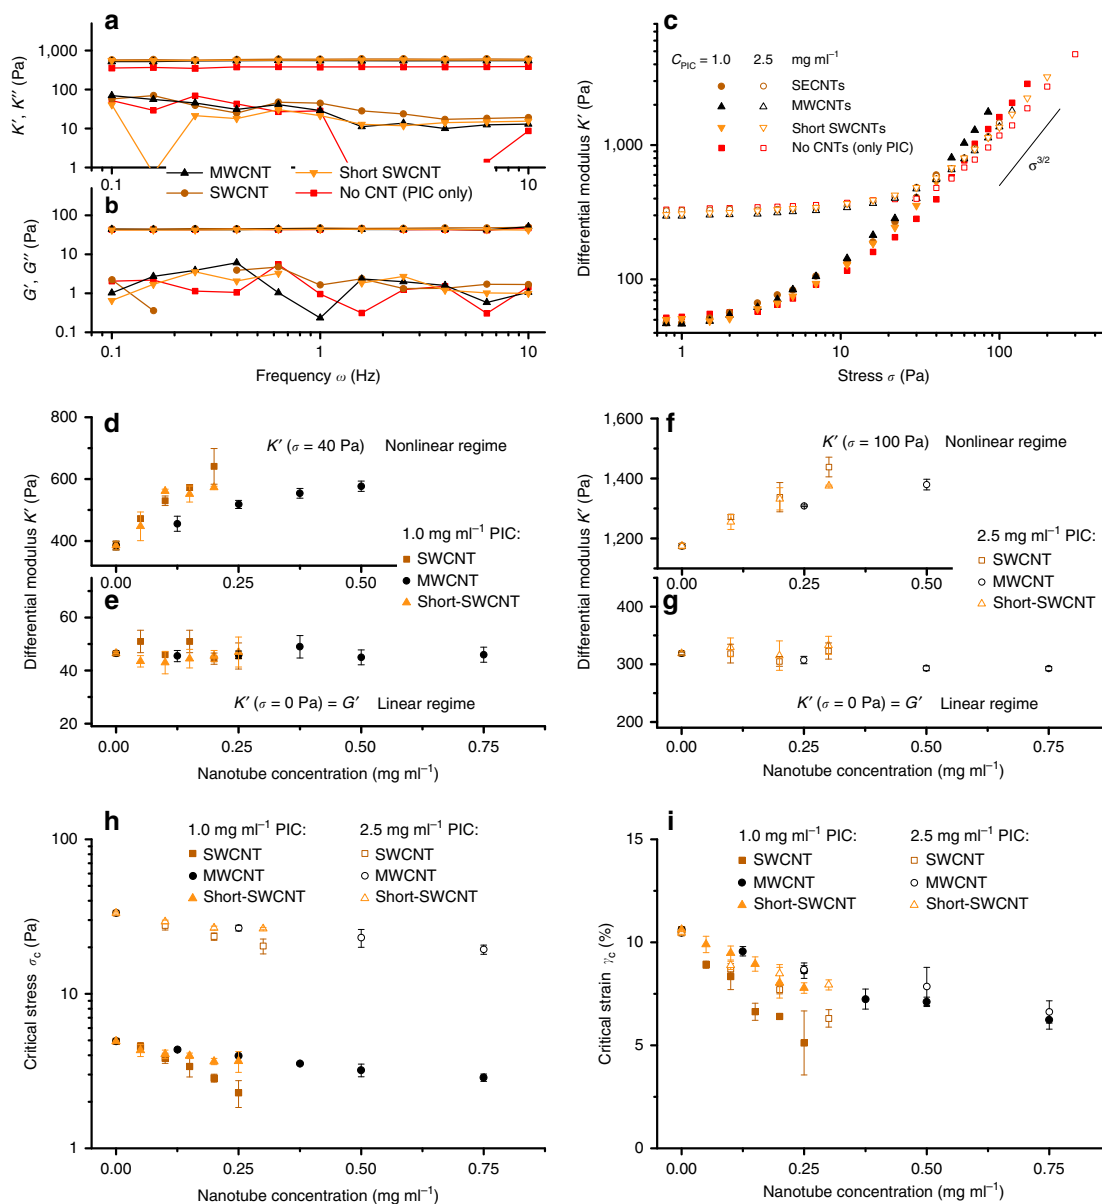 a
K′, K″ (Pa)
1,000
100
10
1
0.1
10
MWCNT
Short SWCNT
SWCNT
No CNT (PIC only)
b
G′, G″ (Pa)
100
10
1
0.1
0.1
1
10
Frequency ω (Hz)
c
Differential modulus K′ (Pa)
1,000
100
C_PIC = 1.0 2.5 mg ml⁻¹
SECNTs
MWCNTs
Short SWCNTs
No CNTs (only PIC)
σ³/²
1
10
100
Stress σ (Pa)
d
Differential modulus K′ (Pa)
800
600
400
K′ (σ = 40 Pa) Nonlinear regime
0.00
0.25
0.50
1.0 mg ml⁻¹ PIC:
SWCNT
MWCNT
Short-SWCNT
e
60
40
20
K′ (σ = 0 Pa) = G′ Linear regime
0.00
0.25
0.50
0.75
Nanotube concentration (mg ml⁻¹)
f
Differential modulus K′ (Pa)
1,600
1,400
1,200
K′ (σ = 100 Pa) Nonlinear regime
0.00
0.25
0.50
2.5 mg ml⁻¹ PIC:
SWCNT
MWCNT
Short-SWCNT
g
400
300
200
K′ (σ = 0 Pa) = G′ Linear regime
0.00
0.25
0.50
0.75
Nanotube concentration (mg ml⁻¹)
h
Critical stress σc (Pa)
100
10
1
1.0 mg ml⁻¹ PIC: 2.5 mg ml⁻¹ PIC:
SWCNT SWCNT
MWCNT MWCNT
Short-SWCNT Short-SWCNT
0.00
0.25
0.50
0.75
Nanotube concentration (mg ml⁻¹)
i
Critical strain γc (%)
15
10
5
0
1.0 mg ml⁻¹ PIC: 2.5 mg ml⁻¹ PIC:
SWCNT SWCNT
MWCNT MWCNT
Short-SWCNT Short-SWCNT
0.00
0.25
0.50
0.75
Nanotube concentration (mg ml⁻¹)